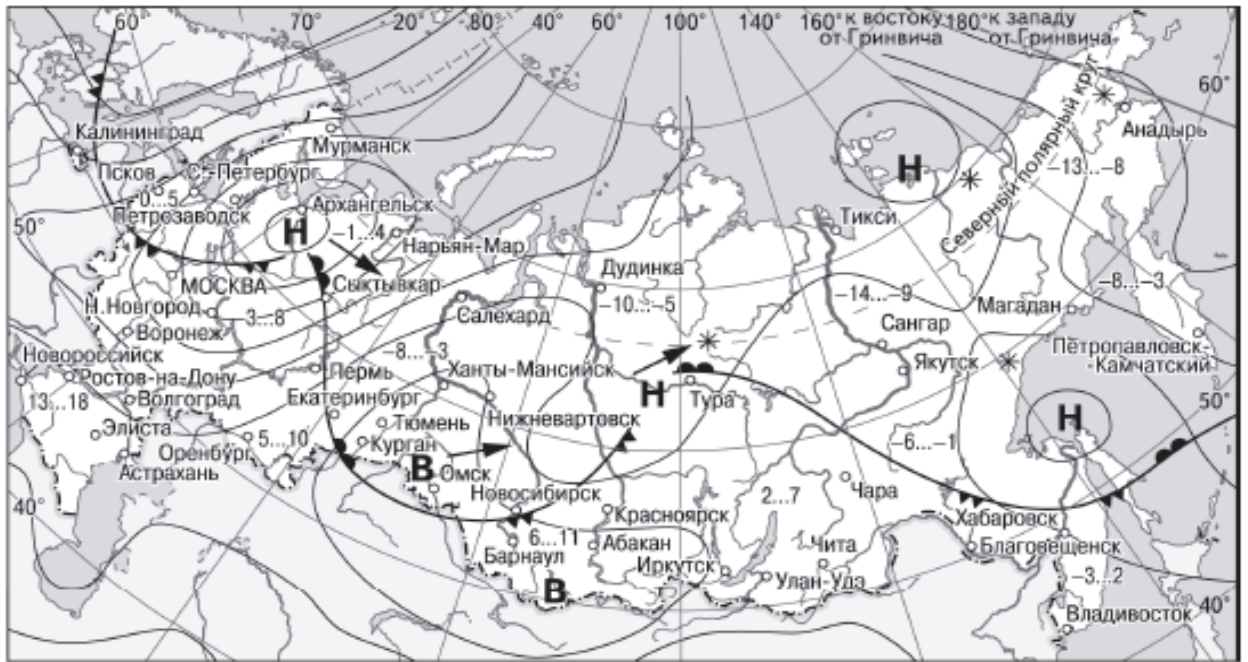 60° 70° 20° 80° 40° 60° 100° 140° 160° к востоку от Гринвича 180° к западу от Гринвича
60°
Северный полярный круг
Калининград
Мурманск
Анадырь
Псков
С.-Петербург
-13...-8
Н
0...5
Петрозаводск
Архангельск
Тикси
50°
Н
-1...4
Нарьян-Мар
Дудинка
МОСКВА
Сыктывкар
-10...-5
-14...-9
-8...-3
Магадан
Н.Новгород
3...8
Салехард
Сангар
Воронеж
-8...3
Петропавловск-
Камчатский
Новороссийск
Пермь
Ханты-Мансийск
Якутск
Ростов-на-Дону
Екатеринбург
Н
Тура
50°
13...18
Волгоград
Нижневартовск
Н
Элиста
Тюмень
5...10
Курган
-6...-1
Оренбург
В
Астрахань
Омск
Чара
40°
Новосибирск
2...7
Красноярск
Хабаровск
6...11
Барнаул
Абакан
Чита
Благовещенск
Иркутск
В
Улан-Удэ
-3...2
40°
Владивосток